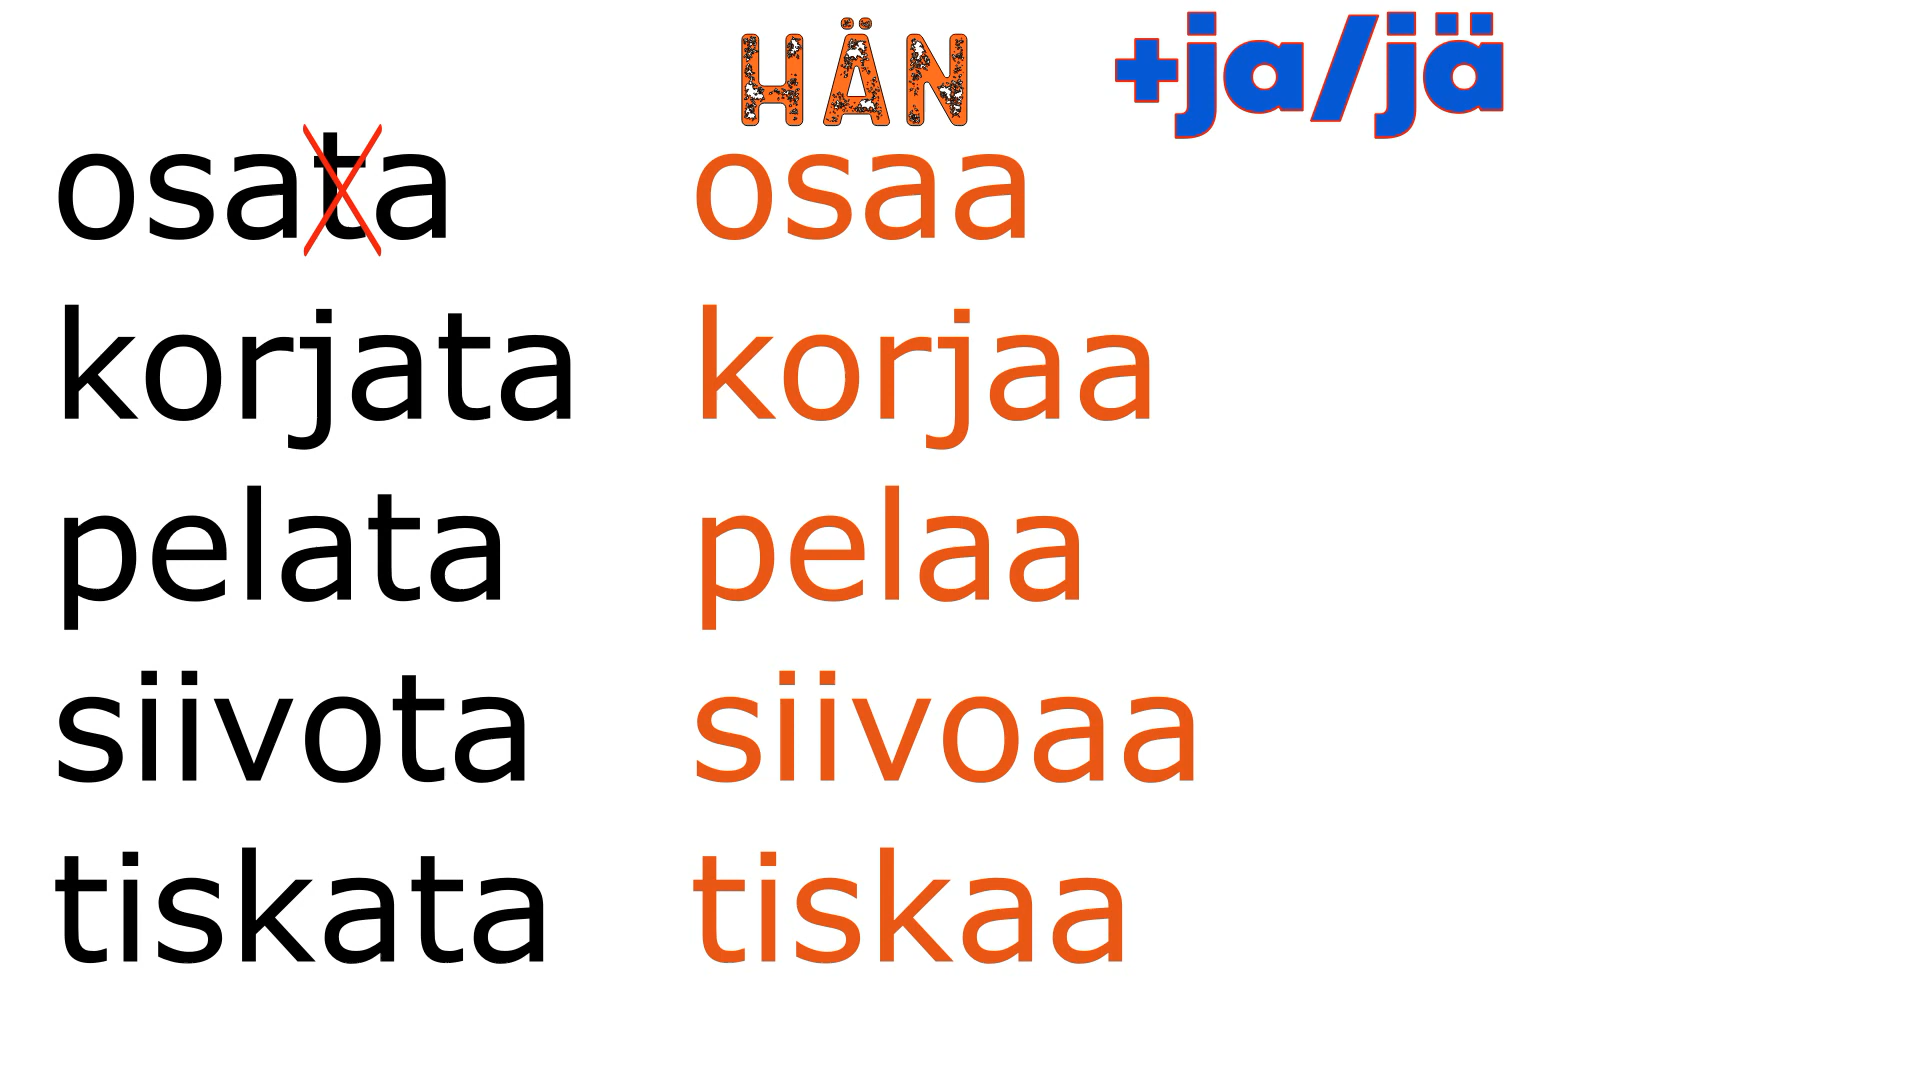 HÄN +ja/jä
osata osaa
korjata korjaa
pelata pelaa
siivota siivoaa
tiskata tiskaa